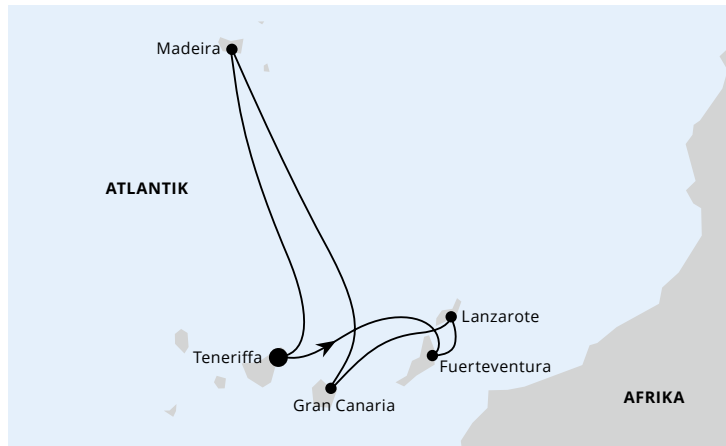 Madeira
ATLANTIK
Lanzarote
Teneriffa
Fuerteventura
Gran Canaria
AFRIKA